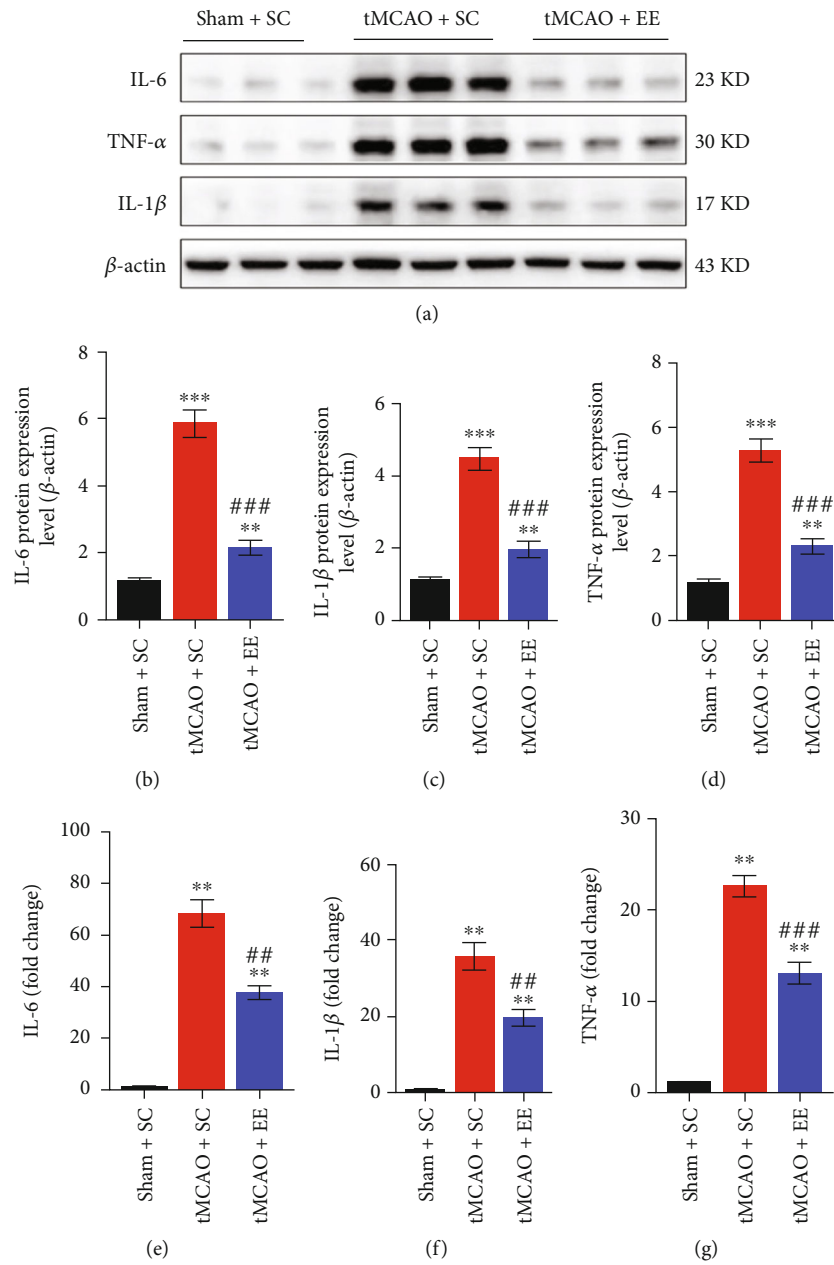 Sham + SC tMCAO + SC tMCAO + EE
IL-6 23 KD
TNF-α 30 KD
IL-1β 17 KD
β-actin 43 KD
(a)
IL-6 protein expression
level (β-actin)
8
6
4
2
0
***
###
**
Sham + SC
tMCAO + SC
tMCAO + EE
(b)
IL-1β protein expression
level (β-actin)
6
4
2
0
***
###
**
Sham + SC
tMCAO + SC
tMCAO + EE
(c)
TNF-α protein expression
level (β-actin)
8
6
4
2
0
***
###
**
Sham + SC
tMCAO + SC
tMCAO + EE
(d)
IL-6 (fold change)
100
80
60
40
20
0
**
##
**
Sham + SC
tMCAO + SC
tMCAO + EE
(e)
IL-1β (fold change)
60
40
20
0
**
##
**
Sham + SC
tMCAO + SC
tMCAO + EE
(f)
TNF-α (fold change)
30
20
10
0
**
###
**
Sham + SC
tMCAO + SC
tMCAO + EE
(g)